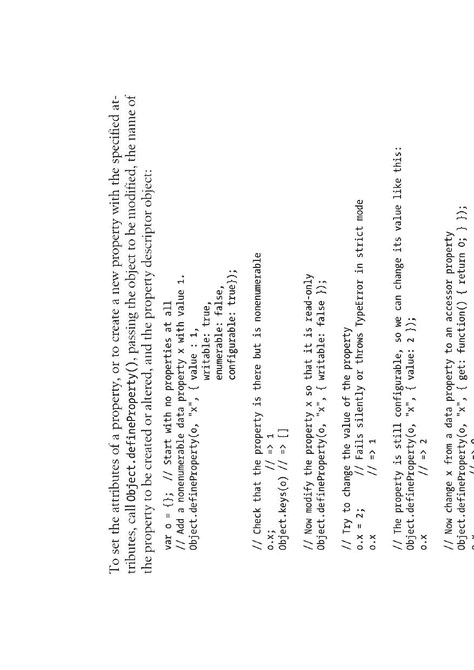 To set the attributes of a property, or to create a new property with the specified at-
tributes, call Object.defineProperty(), passing the object to be modified, the name of
the property to be created or altered, and the property descriptor object:
var o = {};  // Start with no properties at all
// Add a nonenumerable data property x with value 1.
Object.defineProperty(o, "x", { value : 1,
writable: true,
enumerable: false,
configurable: true});
// Check that the property is there but is nonenumerable
o.x;           // => 1
Object.keys(o) // => []
// Now modify the property x so that it is read-only
Object.defineProperty(o, "x", { writable: false });
// Try to change the value of the property
o.x = 2;      // Fails silently or throws TypeError in strict mode
o.x           // => 1
// The property is still configurable, so we can change its value like this:
Object.defineProperty(o, "x", { value: 2 });
o.x           // => 2
// Now change x from a data property to an accessor property
Object.defineProperty(o, "x", { get: function() { return 0; } });